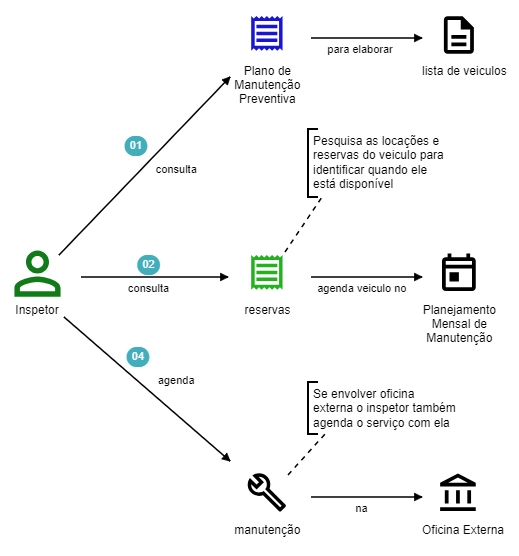 para elaborar
Plano de
Manutenção
Preventiva
lista de veiculos
01
consulta
Pesquisa as locações e
reservas do veiculo para
identificar quando ele
está disponível
02
consulta
Inspetor
reservas
agenda veiculo no
Planejamento
Mensal de
Manutenção
04
agenda
Se envolver oficina
externa o inspetor também
agenda o serviço com ela
manutenção
na
Oficina Externa